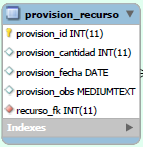 provision_recurso
provision_id INT(11)
provision_cantidad INT(11)
provision_fecha DATE
provision_obs MEDIUMTEXT
recurso_fk INT(11)
Indexes